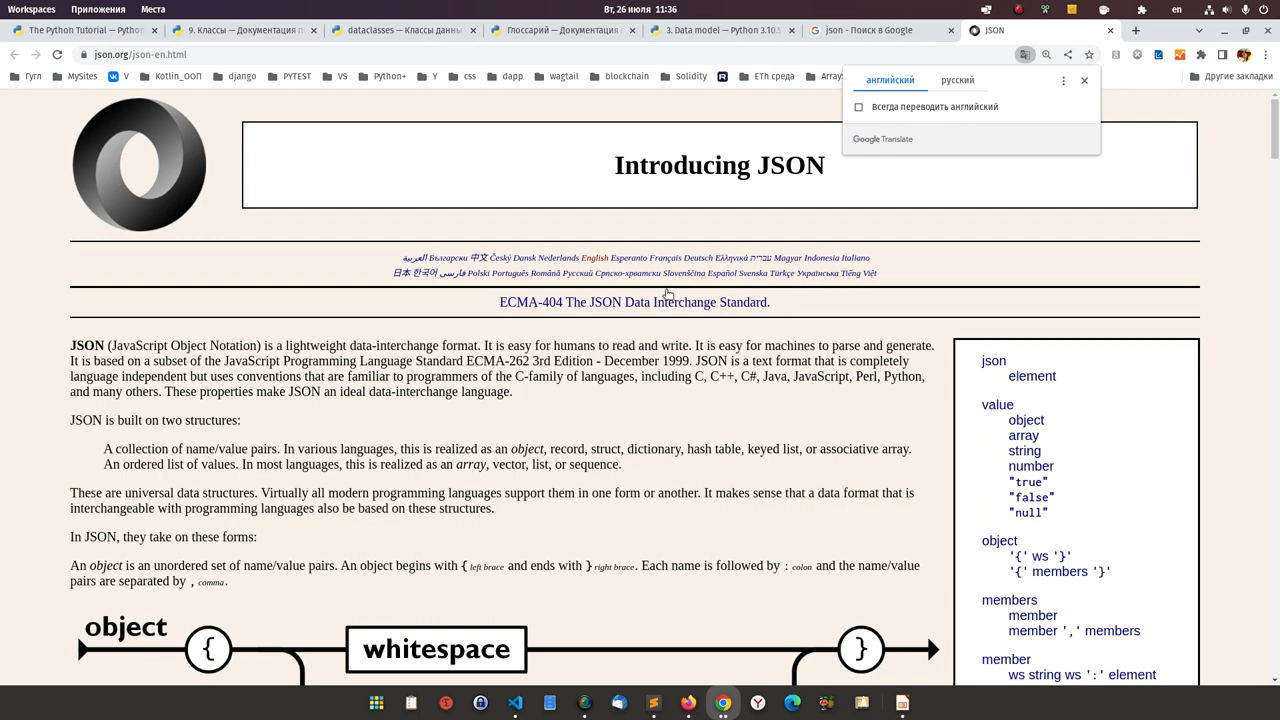 Workspaces Приложения Места Вт, 26 июля 11:36 en
The Python Tutorial — Python 9. Классы — Документация п dataclasses — Классы данны Глоссарий — Документация 3. Data model — Python 3.10.5 json - Поиск в Google JSON
json.org/json-en.html
Гугл MySites V Kotlin_ООП django PYTEST VS Python+ Y css dapp wagtail blockchain Solidity ETh среда Array Другие закладки
английский русский
Всегда переводить английский
Google Translate
Introducing JSON
العربية Български 中文 Český Dansk Nederlands English Esperanto Français Deutsch Ελληνικά עברית Magyar Indonesia Italiano
日本 한국어 فارسی Polski Português Română Русский Српско-хрватски Slovenščina Español Svenska Türkçe Українська Tiếng Việt
ECMA-404 The JSON Data Interchange Standard.
JSON (JavaScript Object Notation) is a lightweight data-interchange format. It is easy for humans to read and write. It is easy for machines to parse and generate.
It is based on a subset of the JavaScript Programming Language Standard ECMA-262 3rd Edition - December 1999. JSON is a text format that is completely
language independent but uses conventions that are familiar to programmers of the C-family of languages, including C, C++, C#, Java, JavaScript, Perl, Python,
and many others. These properties make JSON an ideal data-interchange language.
JSON is built on two structures:
A collection of name/value pairs. In various languages, this is realized as an object, record, struct, dictionary, hash table, keyed list, or associative array.
An ordered list of values. In most languages, this is realized as an array, vector, list, or sequence.
These are universal data structures. Virtually all modern programming languages support them in one form or another. It makes sense that a data format that is
interchangeable with programming languages also be based on these structures.
In JSON, they take on these forms:
An object is an unordered set of name/value pairs. An object begins with { left brace and ends with } right brace. Each name is followed by : colon and the name/value
pairs are separated by , comma.
object
{ whitespace }
json
element
value
object
array
string
number
"true"
"false"
"null"
object
'{' ws '}'
'{' members '}'
members
member
member ',' members
member
ws string ws ':' element